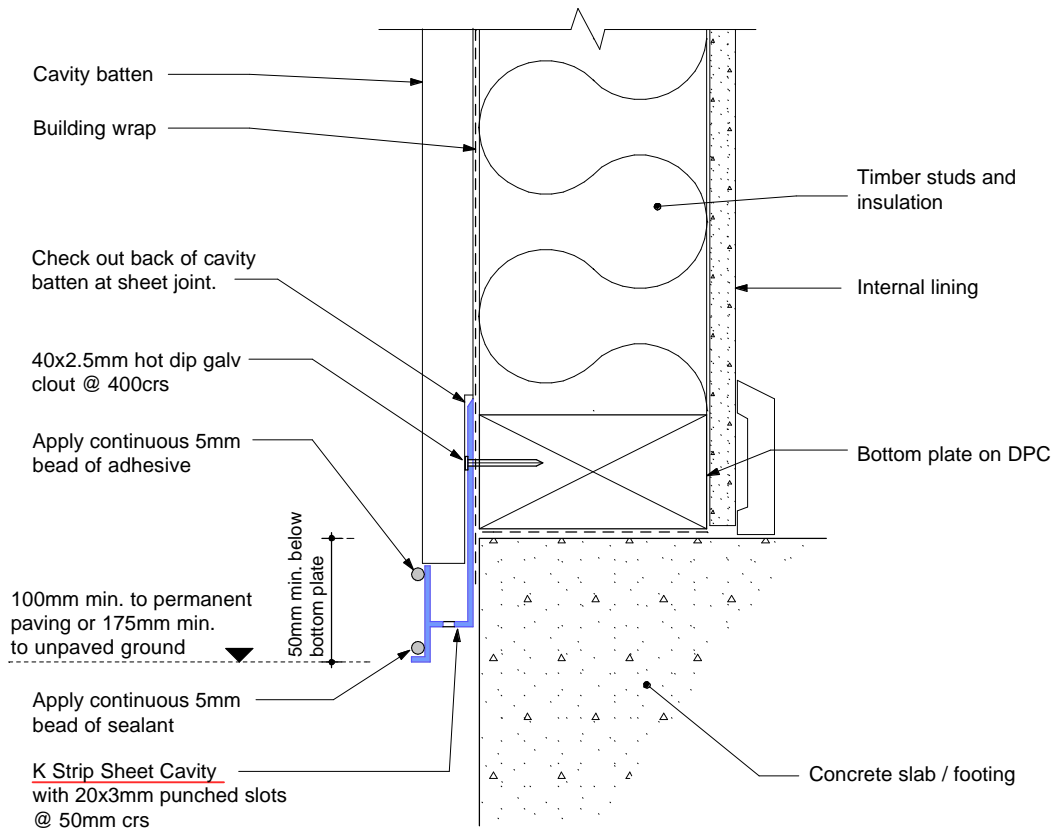 Cavity batten
Building wrap
Check out back of cavity
batten at sheet joint.
40x2.5mm hot dip galv
clout @ 400crs
Apply continuous 5mm
bead of adhesive
50mm min. below
bottom plate
100mm min. to permanent
paving or 175mm min.
to unpaved ground
Apply continuous 5mm
bead of sealant
K Strip Sheet Cavity
with 20x3mm punched slots
@ 50mm crs
Timber studs and
insulation
Internal lining
Bottom plate on DPC
Concrete slab / footing